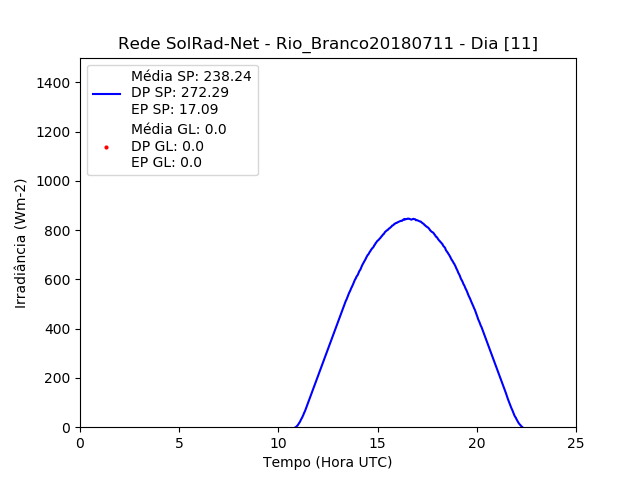 Rede SolRad-Net - Rio_Branco20180711 - Dia [11]
Média SP: 238.24
DP SP: 272.29
EP SP: 17.09
Média GL: 0.0
DP GL: 0.0
EP GL: 0.0
1400
1200
1000
800
600
400
200
0
Irradiância (Wm-2)
0 5 10 15 20 25
Tempo (Hora UTC)